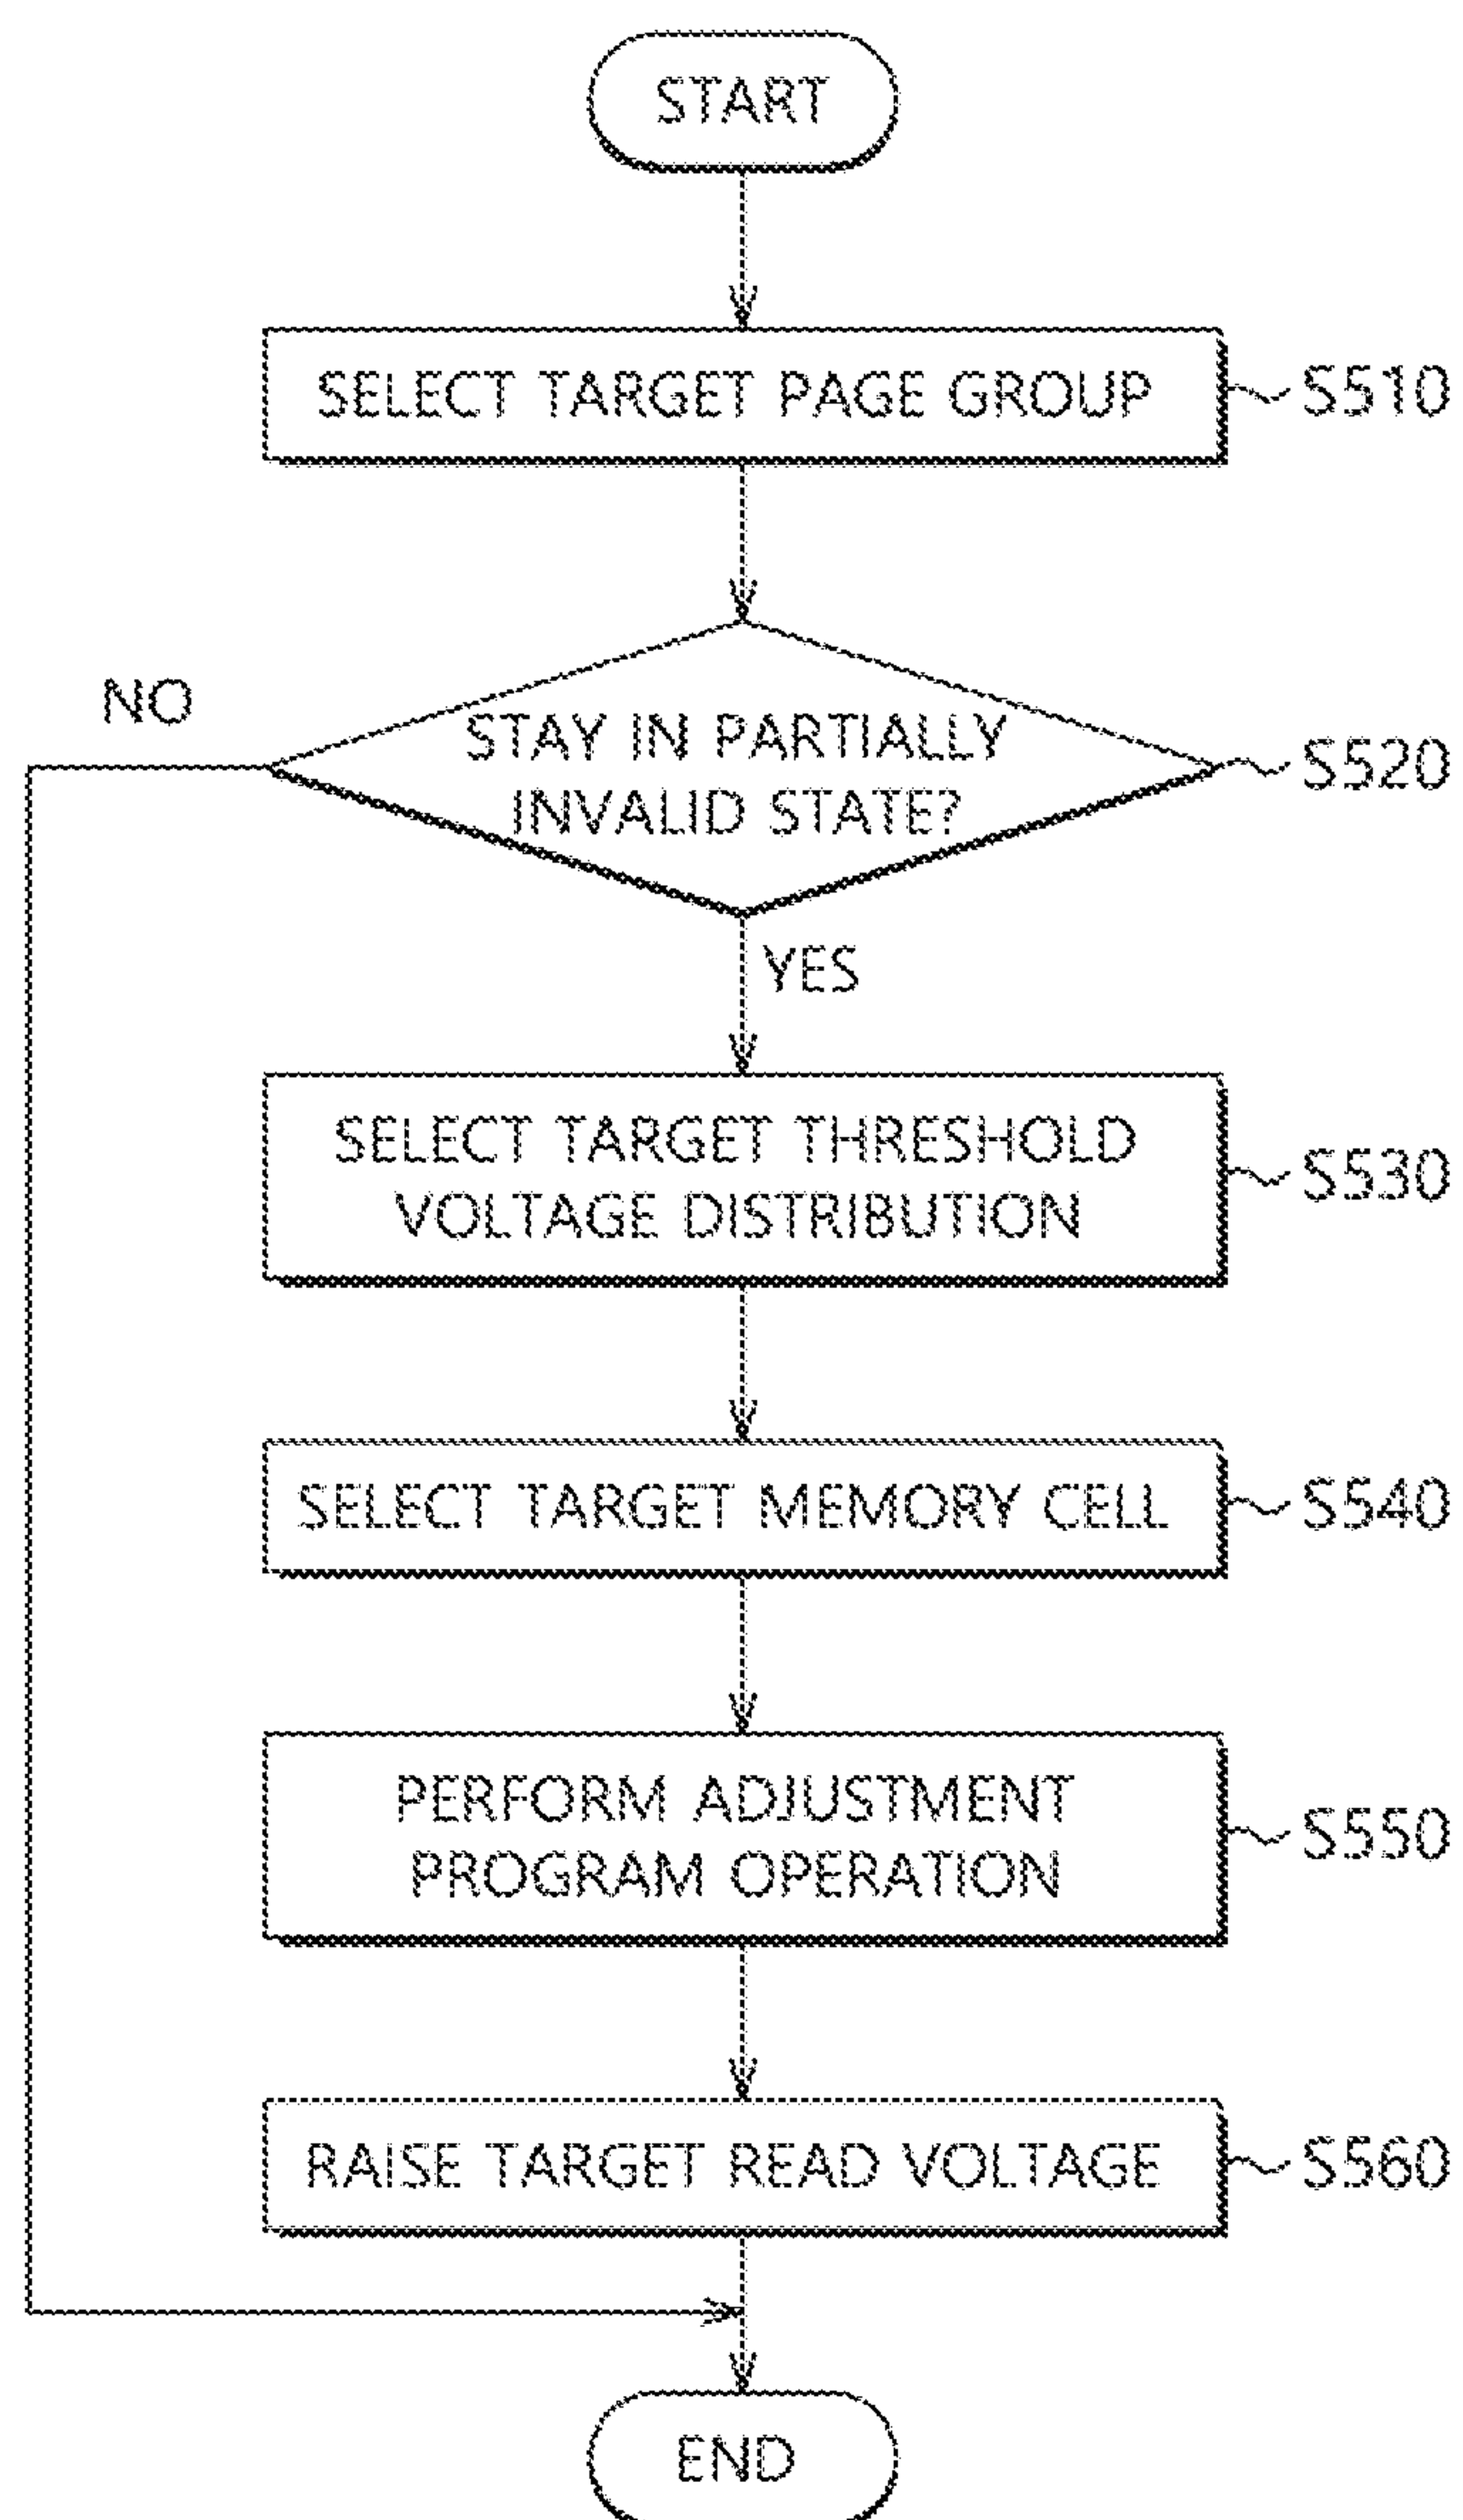 START
SELECT TARGET PAGE GROUP
S510
NO
STAY IN PARTIALLY
INVALID STATE?
S520
YES
SELECT TARGET THRESHOLD
VOLTAGE DISTRIBUTION
S530
SELECT TARGET MEMORY CELL
S540
PERFORM ADJUSTMENT
PROGRAM OPERATION
S550
RAISE TARGET READ VOLTAGE
S560
END